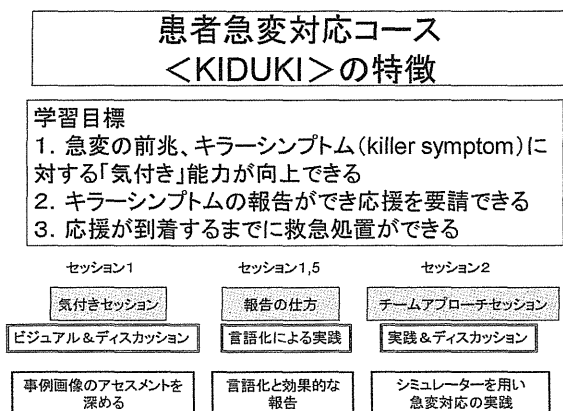 患者急変対応コース
＜KIDUKI＞の特徴
学習目標
1. 急変の前兆、キラーシンプトム(killer symptom)に
対する「気付き」能力が向上できる
2. キラーシンプトムの報告ができ応援を要請できる
3. 応援が到着するまでに救急処置ができる
セッション1
セッション1,5
セッション2
気付きセッション
報告の仕方
チームアプローチセッション
ビジュアル＆ディスカッション
言語化による実践
実践＆ディスカッション
事例画像のアセスメントを
深める
言語化と効果的な
報告
シミュレーターを用い
急変対応の実践